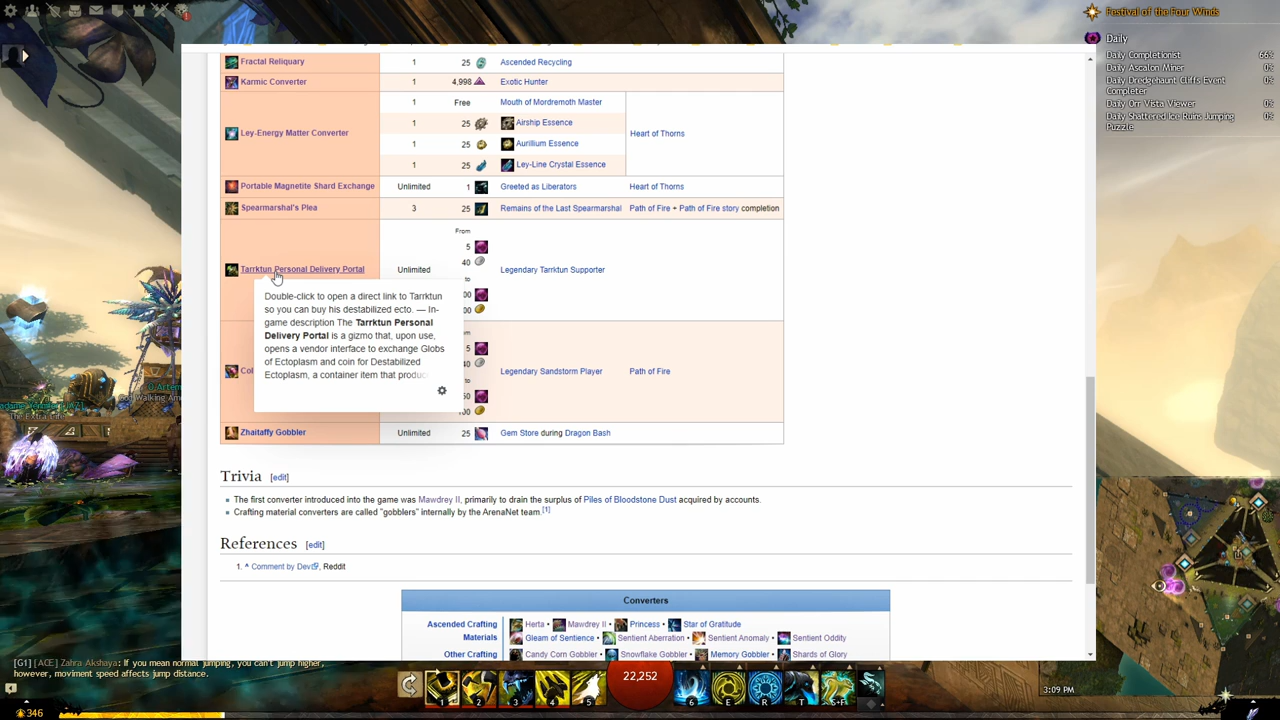 Festival of the Four Winds
Daily
Daily Completionist 66%
Daily Ascalon Miner 0%
Daily Dredgehaunt Cliffs Event Completer 0%
Daily Orr Vista Viewer 0%
Daily Shattered Ice Ruins Jumping Puzzle 0%
Fractal Reliquary 1 25 Ascended Recycling
Karmic Converter 1 4,998 Exotic Hunter
1 Free Mouth of Mordremoth Master
1 25 Airship Essence
Ley-Energy Matter Converter Heart of Thorns
1 25 Aurillium Essence
1 25 Ley-Line Crystal Essence
Portable Magnetite Shard Exchange Unlimited 1 Greeted as Liberators Heart of Thorns
Spearmarshal's Plea 3 25 Remains of the Last Spearmarshal Path of Fire + Path of Fire story completion
From
5
40
Tarrktun Personal Delivery Portal Unlimited Legendary Tarrktun Supporter
Double-click to open a direct link to Tarrktun
so you can buy his destabilized ecto. — In-
game description The Tarrktun Personal
Delivery Portal is a gizmo that, upon use,
opens a vendor interface to exchange Globs
of Ectoplasm and coin for Destabilized
Ectoplasm, a container item that produc
Legendary Sandstorm Player Path of Fire
Zhaitaffy Gobbler Unlimited 25 Gem Store during Dragon Bash
Trivia [edit]
The first converter introduced into the game was Mawdrey II, primarily to drain the surplus of Piles of Bloodstone Dust acquired by accounts.
Crafting material converters are called "gobblers" internally by the ArenaNet team.[1]
References [edit]
1. ^ Comment by Dev, Reddit
Converters
Ascended Crafting Materials Herta • Mawdrey II • Princess • Star of Gratitude
Gleam of Sentience • Sentient Aberration • Sentient Anomaly • Sentient Oddity
Other Crafting Candy Corn Gobbler • Snowflake Gobbler • Memory Gobbler • Shards of Glory
[G1] [ACE] Zahra Akshaya: If you mean normal jumping, you can't jump higher,
however, moviment speed affects jump distance.
346
1 2 3 4 5 22,252 6 E R T S+F
3:09 PM